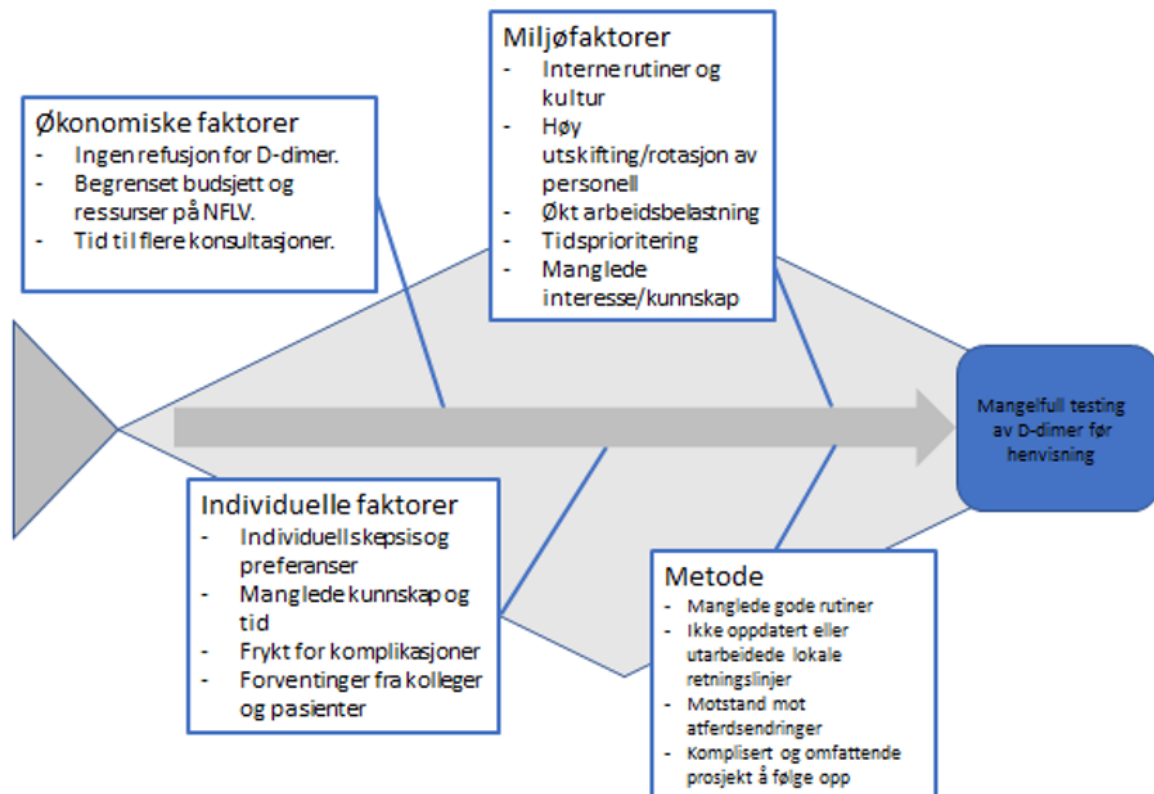 Økonomiske faktorer
- Ingen refusjon for D-dimer.
- Begrenset budsjett og
ressurser på NFLV.
- Tid til flere konsultasjoner.
Miljøfaktorer
- Interne rutiner og
kultur
- Høy
utskifting/rotasjon av
personell
- Økt arbeidsbelastning
- Tidsprioritering
- Manglede
interesse/kunnskap
Mangelfull testing
av D-dimer før
henvisning
Individuelle faktorer
- Individuell skepsis og
preferanser
- Manglede kunnskap og
tid
- Frykt for komplikasjoner
- Forventinger fra kolleger
og pasienter
Metode
- Manglede gode rutiner
- Ikke oppdatert eller
utarbeidede lokale
retningslinjer
- Motstand mot
atferdsendringer
- Komplisert og omfattende
prosjekt å følge opp